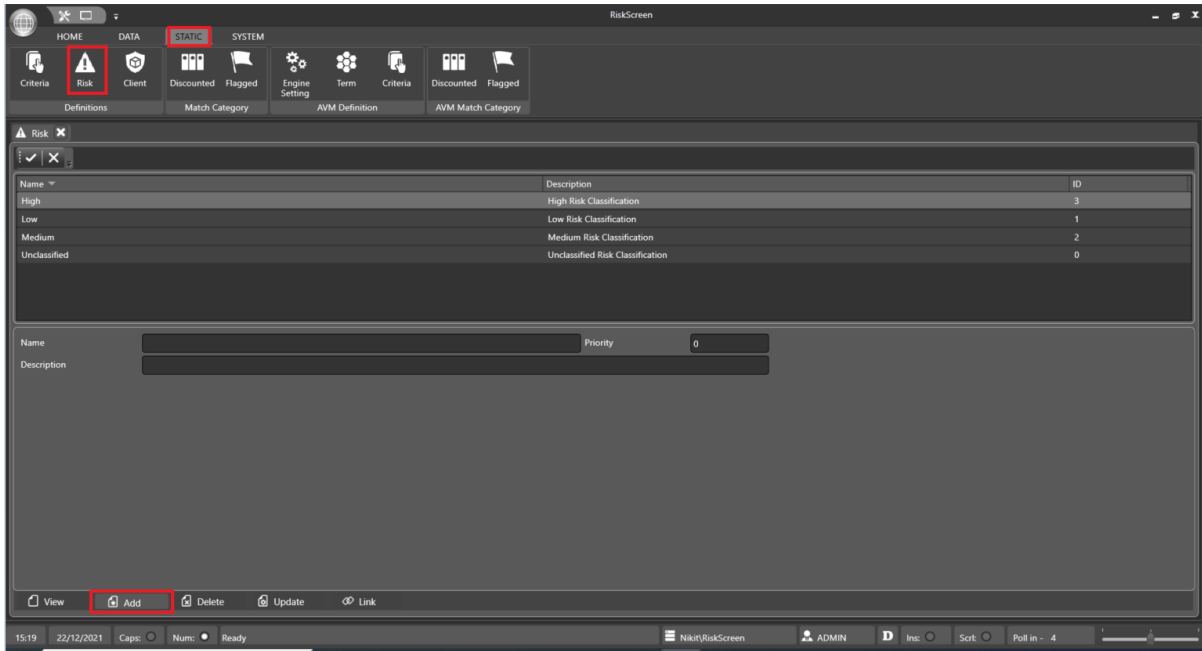 RiskScreen
HOME DATA STATIC SYSTEM
Criteria Risk Client Discounted Flagged Engine Setting Term Criteria Discounted Flagged
Definitions Match Category AVM Definition AVM Match Category
Risk
Name Description ID
High High Risk Classification 3
Low Low Risk Classification 1
Medium Medium Risk Classification 2
Unclassified Unclassified Risk Classification 0
Name Priority 0
Description
View Add Delete Update Link
15:19 22/12/2021 Caps: Num: Ready Nikit\RiskScreen ADMIN D Ins: Scrl: Poll in - 4